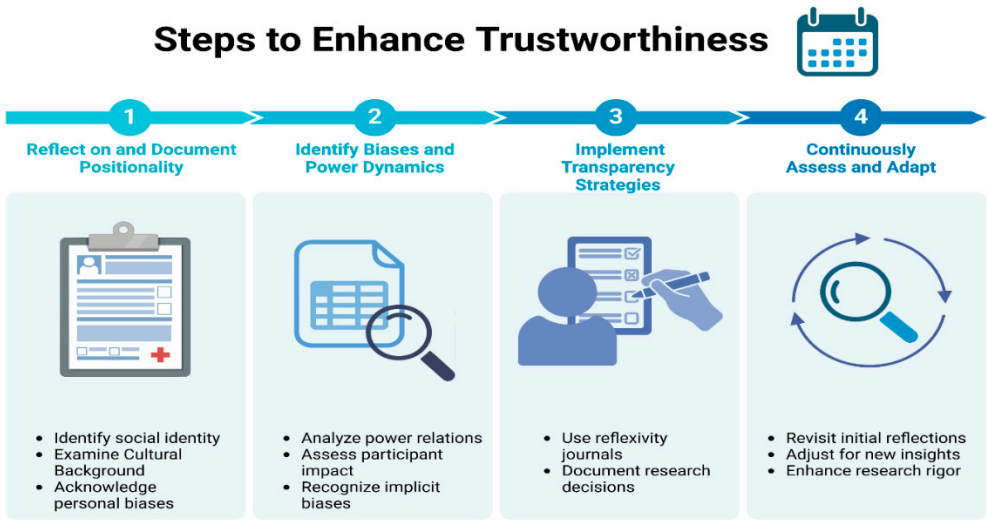 Steps to Enhance Trustworthiness
1
Reflect on and Document
Positionality
• Identify social identity
• Examine Cultural
Background
• Acknowledge
personal biases
2
Identify Biases and
Power Dynamics
• Analyze power relations
• Assess participant
impact
• Recognize implicit
biases
3
Implement
Transparency
Strategies
• Use reflexivity
journals
• Document research
decisions
4
Continuously
Assess and Adapt
• Revisit initial reflections
• Adjust for new insights
• Enhance research rigor